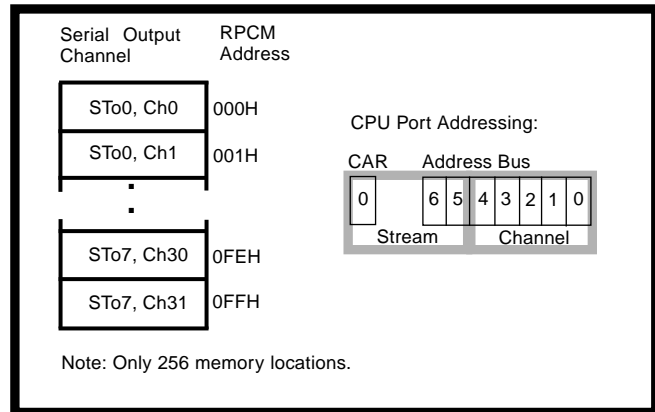 Serial Output Channel
RPCM Address
STo0, Ch0
000H
STo0, Ch1
001H
STo7, Ch30
0FEH
STo7, Ch31
0FFH
CPU Port Addressing:
CAR
Address Bus
0
6 5 4 3 2 1 0
Stream
Channel
Note: Only 256 memory locations.